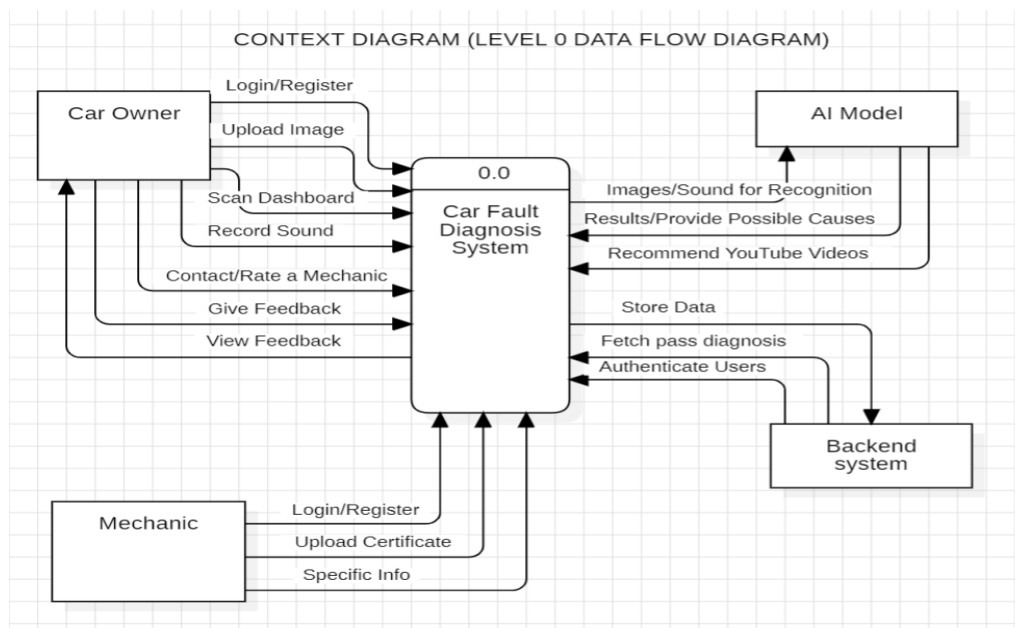 CONTEXT DIAGRAM (LEVEL 0 DATA FLOW DIAGRAM)
Car Owner
Login/Register
Upload Image
Scan Dashboard
Record Sound
Contact/Rate a Mechanic
Give Feedback
View Feedback
0.0
Car Fault
Diagnosis
System
AI Model
Images/Sound for Recognition
Results/Provide Possible Causes
Recommend YouTube Videos
Store Data
Fetch pass diagnosis
Authenticate Users
Backend
system
Mechanic
Login/Register
Upload Certificate
Specific Info